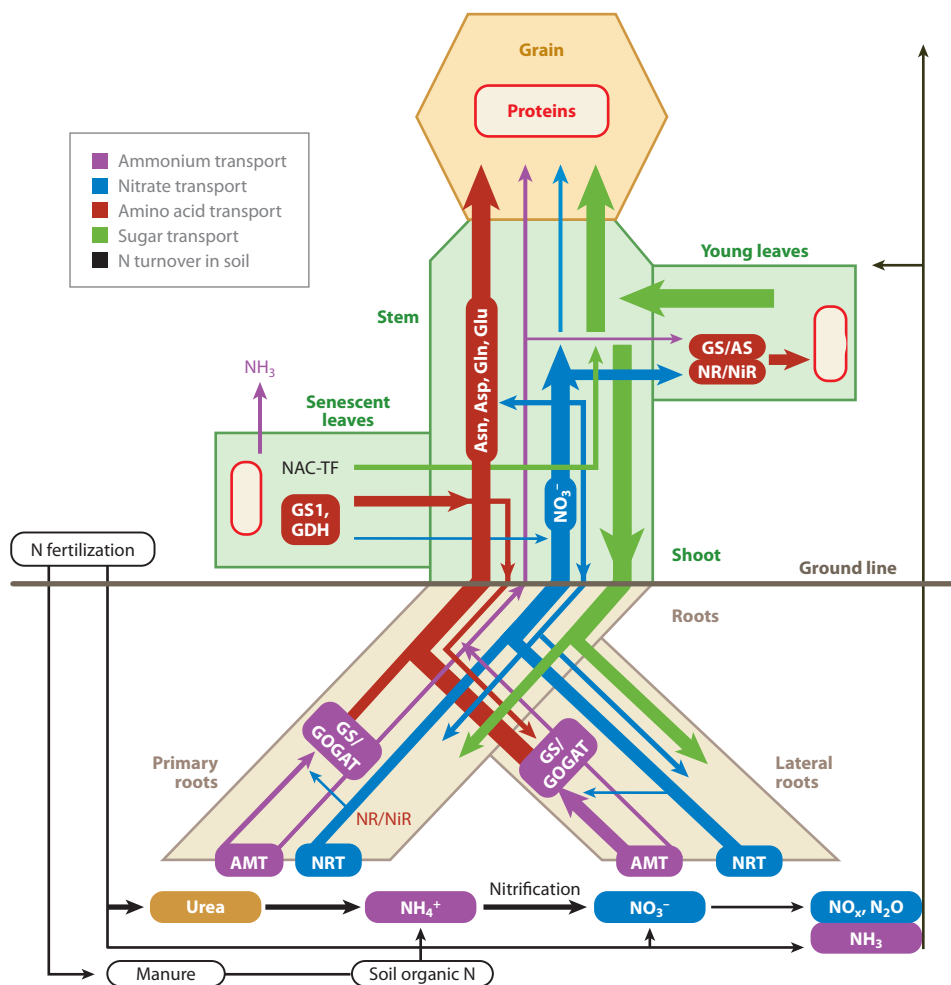 Grain
Proteins
Ammonium transport
Nitrate transport
Amino acid transport
Sugar transport
N turnover in soil
Young leaves
Stem
Asn, Asp, Gln, Glu
GS/AS
NR/NiR
NH₃
Senescent
leaves
NAC-TF
GS1,
GDH
NO₃⁻
N fertilization
Shoot
Ground line
Roots
GS/
GOGAT
GS/
GOGAT
Primary
roots
Lateral
roots
NR/NiR
AMT
NRT
AMT
NRT
Urea
NH₄⁺
Nitrification
NO₃⁻
NOₓ, N₂O
NH₃
Manure
Soil organic N